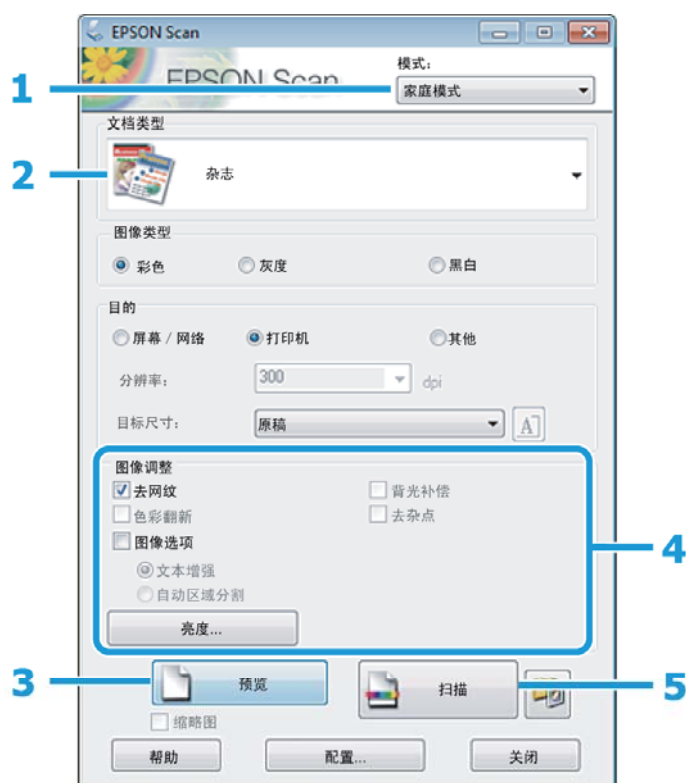 EPSON Scan
EPSON Scan
模式:
1
家庭模式
文档类型
2
杂志
图像类型
彩色 灰度 黑白
目的
屏幕 / 网络 打印机 其他
分辨率: 300 dpi
目标尺寸: 原稿 A
图像调整
去网纹 背光补偿
色彩翻新 去杂点
图像选项
4
文本增强
自动区域分割
亮度...
3
预览 扫描
5
缩略图
帮助 配置... 关闭